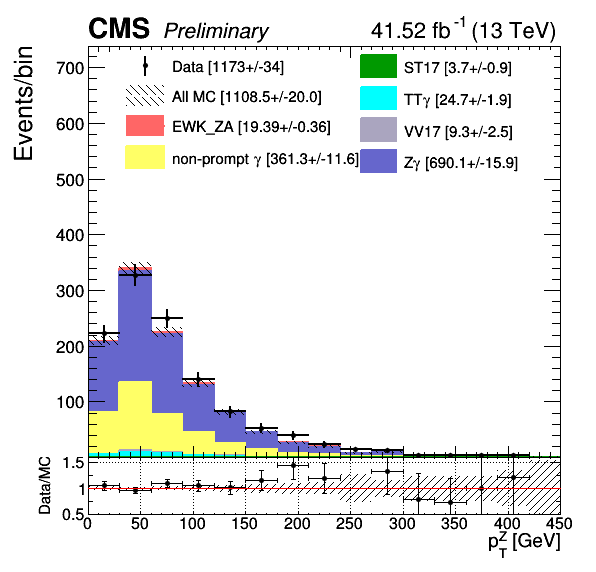 CMS Preliminary 41.52 fb⁻¹ (13 TeV)
Events/bin
Data [1173+/-34]
All MC [1108.5+/-20.0]
EWK_ZA [19.39+/-0.36]
non-prompt γ [361.3+/-11.6]
ST17 [3.7+/-0.9]
TTγ [24.7+/-1.9]
VV17 [9.3+/-2.5]
Zγ [690.1+/-15.9]
700
600
500
400
300
200
100
Data/MC
1.5
1
0.5
0 50 100 150 200 250 300 350 400 450
p_T^Z [GeV]